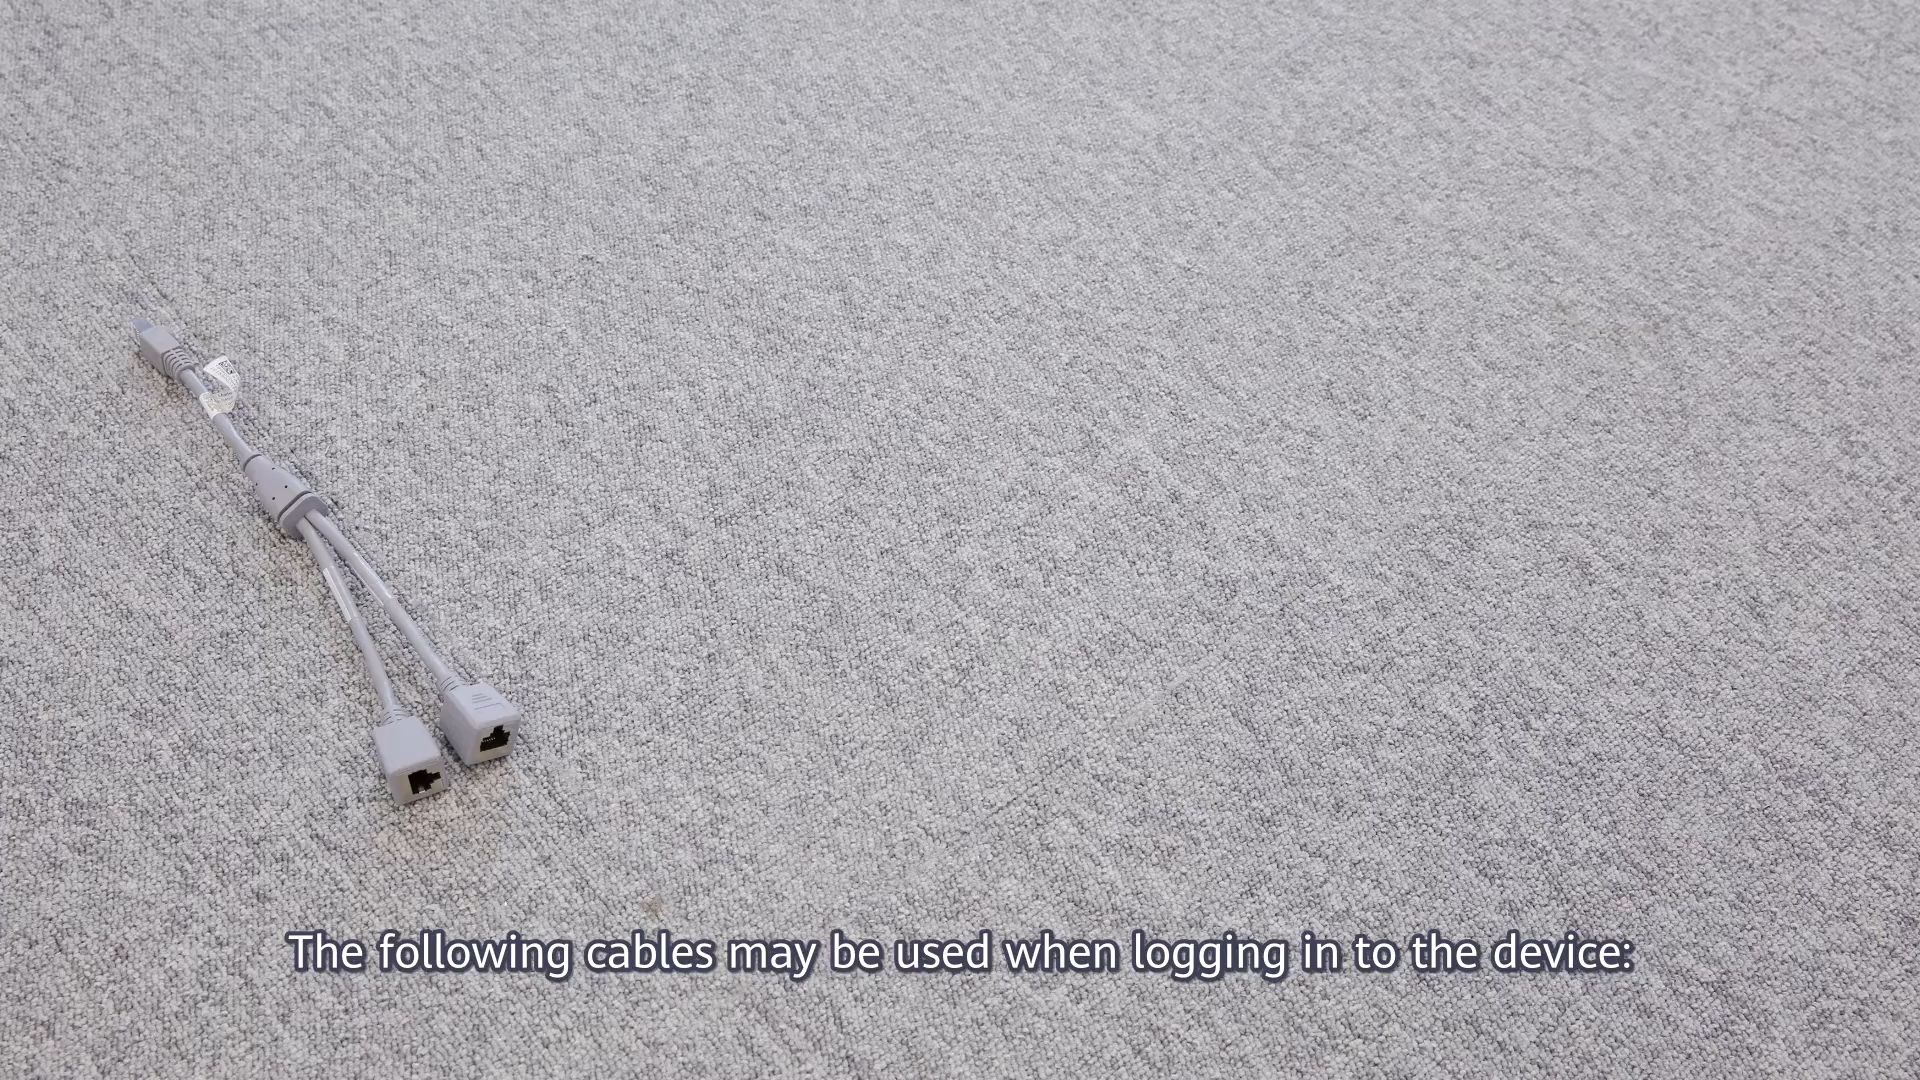 The following cables may be used when logging in to the device: